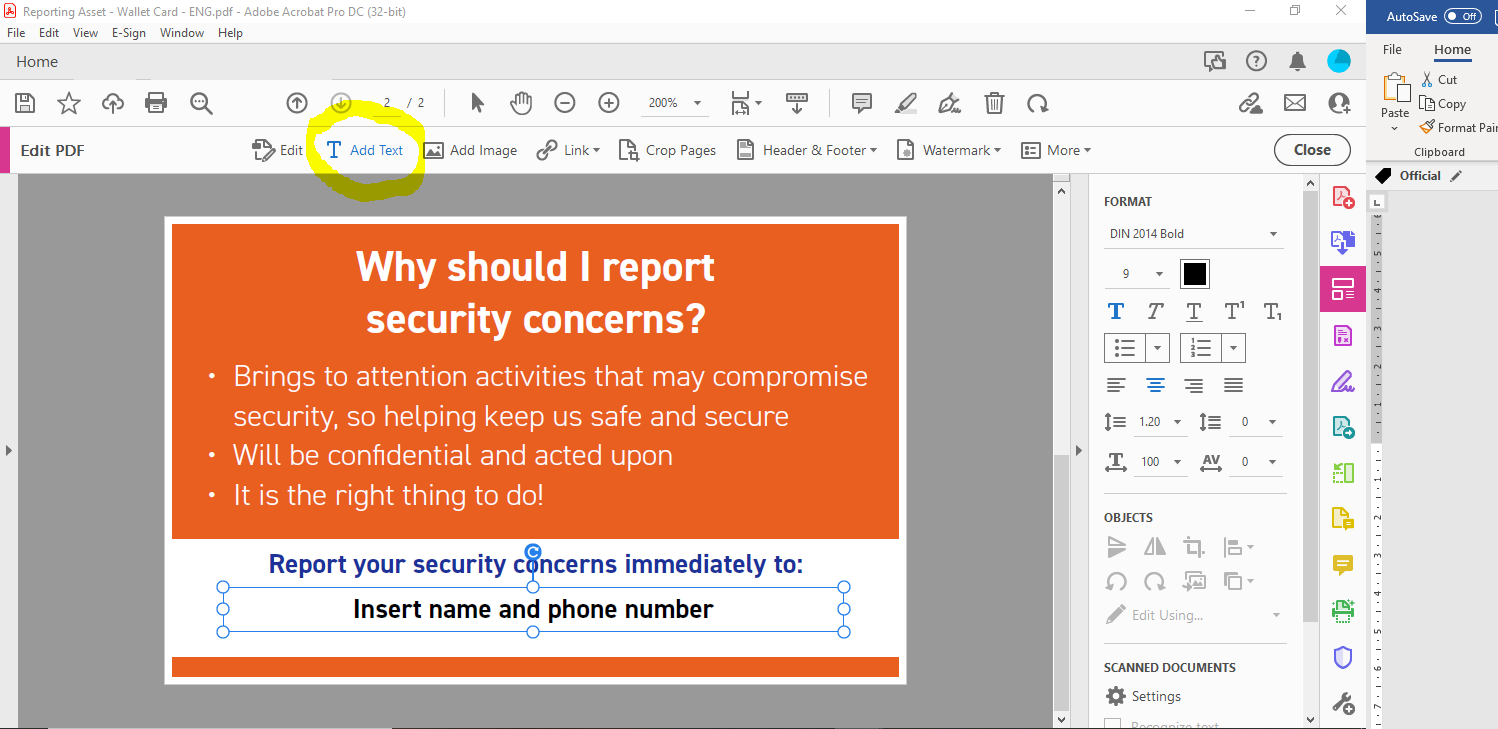 Reporting Asset - Wallet Card - ENG.pdf - Adobe Acrobat Pro DC (32-bit)
File Edit View E-Sign Window Help
Home
2 / 2
200%
Edit PDF
Edit
Add Text
Add Image
Link
Crop Pages
Header & Footer
Watermark
More
Close
Why should I report
security concerns?
• Brings to attention activities that may compromise
security, so helping keep us safe and secure
• Will be confidential and acted upon
• It is the right thing to do!
Report your security concerns immediately to:
Insert name and phone number
FORMAT
DIN 2014 Bold
9
1.20
0
100
0
OBJECTS
Edit Using...
SCANNED DOCUMENTS
Settings
Recognize text
AutoSave Off
File Home
Paste
Cut
Copy
Format Pain
Clipboard
Official